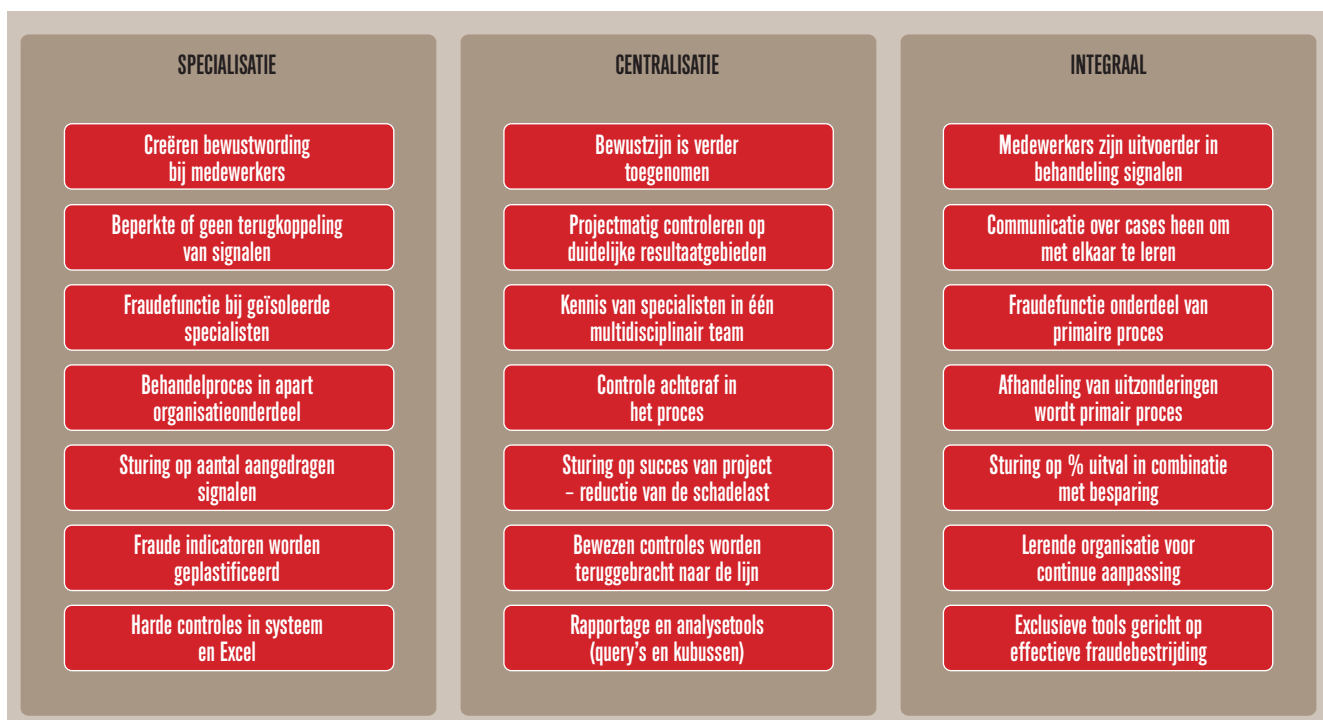 SPECIALISATIE
Creëren bewustwording
bij medewerkers
Beperkte of geen terugkoppeling
van signalen
Fraudefunctie bij geïsoleerde
specialisten
Behandelproces in apart
organisatieonderdeel
Sturing op aantal aangedragen
signalen
Fraude indicatoren worden
geplastificeerd
Harde controles in systeem
en Excel
CENTRALISATIE
Bewustzijn is verder
toegenomen
Projectmatig controleren op
duidelijke resultaatgebieden
Kennis van specialisten in één
multidisciplinair team
Controle achteraf in
het proces
Sturing op succes van project
– reductie van de schadelast
Bewezen controles worden
teruggebracht naar de lijn
Rapportage en analysetools
(query's en kubussen)
INTEGRAAL
Medewerkers zijn uitvoerder in
behandeling signalen
Communicatie over cases heen om
met elkaar te leren
Fraudefunctie onderdeel van
primaire proces
Afhandeling van uitzonderingen
wordt primair proces
Sturing op % uitval in combinatie
met besparing
Lerende organisatie voor
continue aanpassing
Exclusieve tools gericht op
effectieve fraudebestrijding